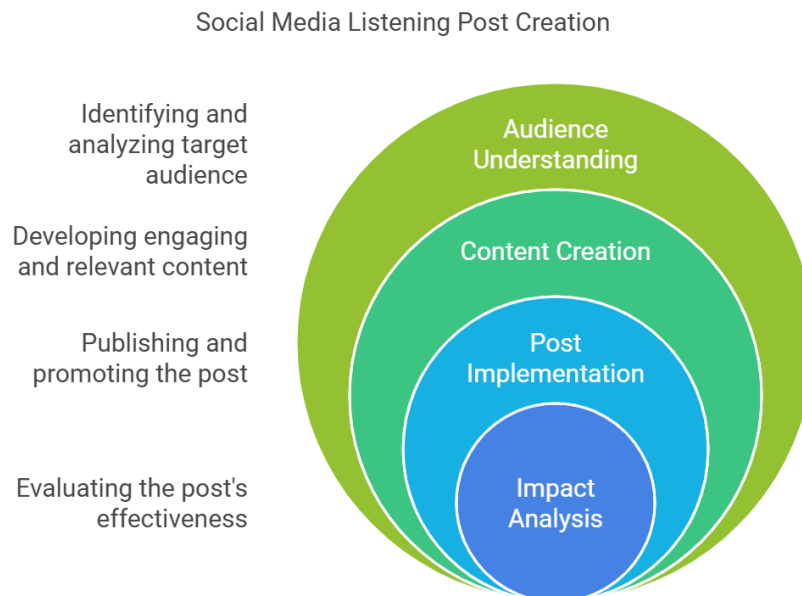 Social Media Listening Post Creation
Identifying and
analyzing target
audience
Audience
Understanding
Developing engaging
and relevant content
Content Creation
Publishing and
promoting the post
Post
Implementation
Evaluating the post's
effectiveness
Impact
Analysis